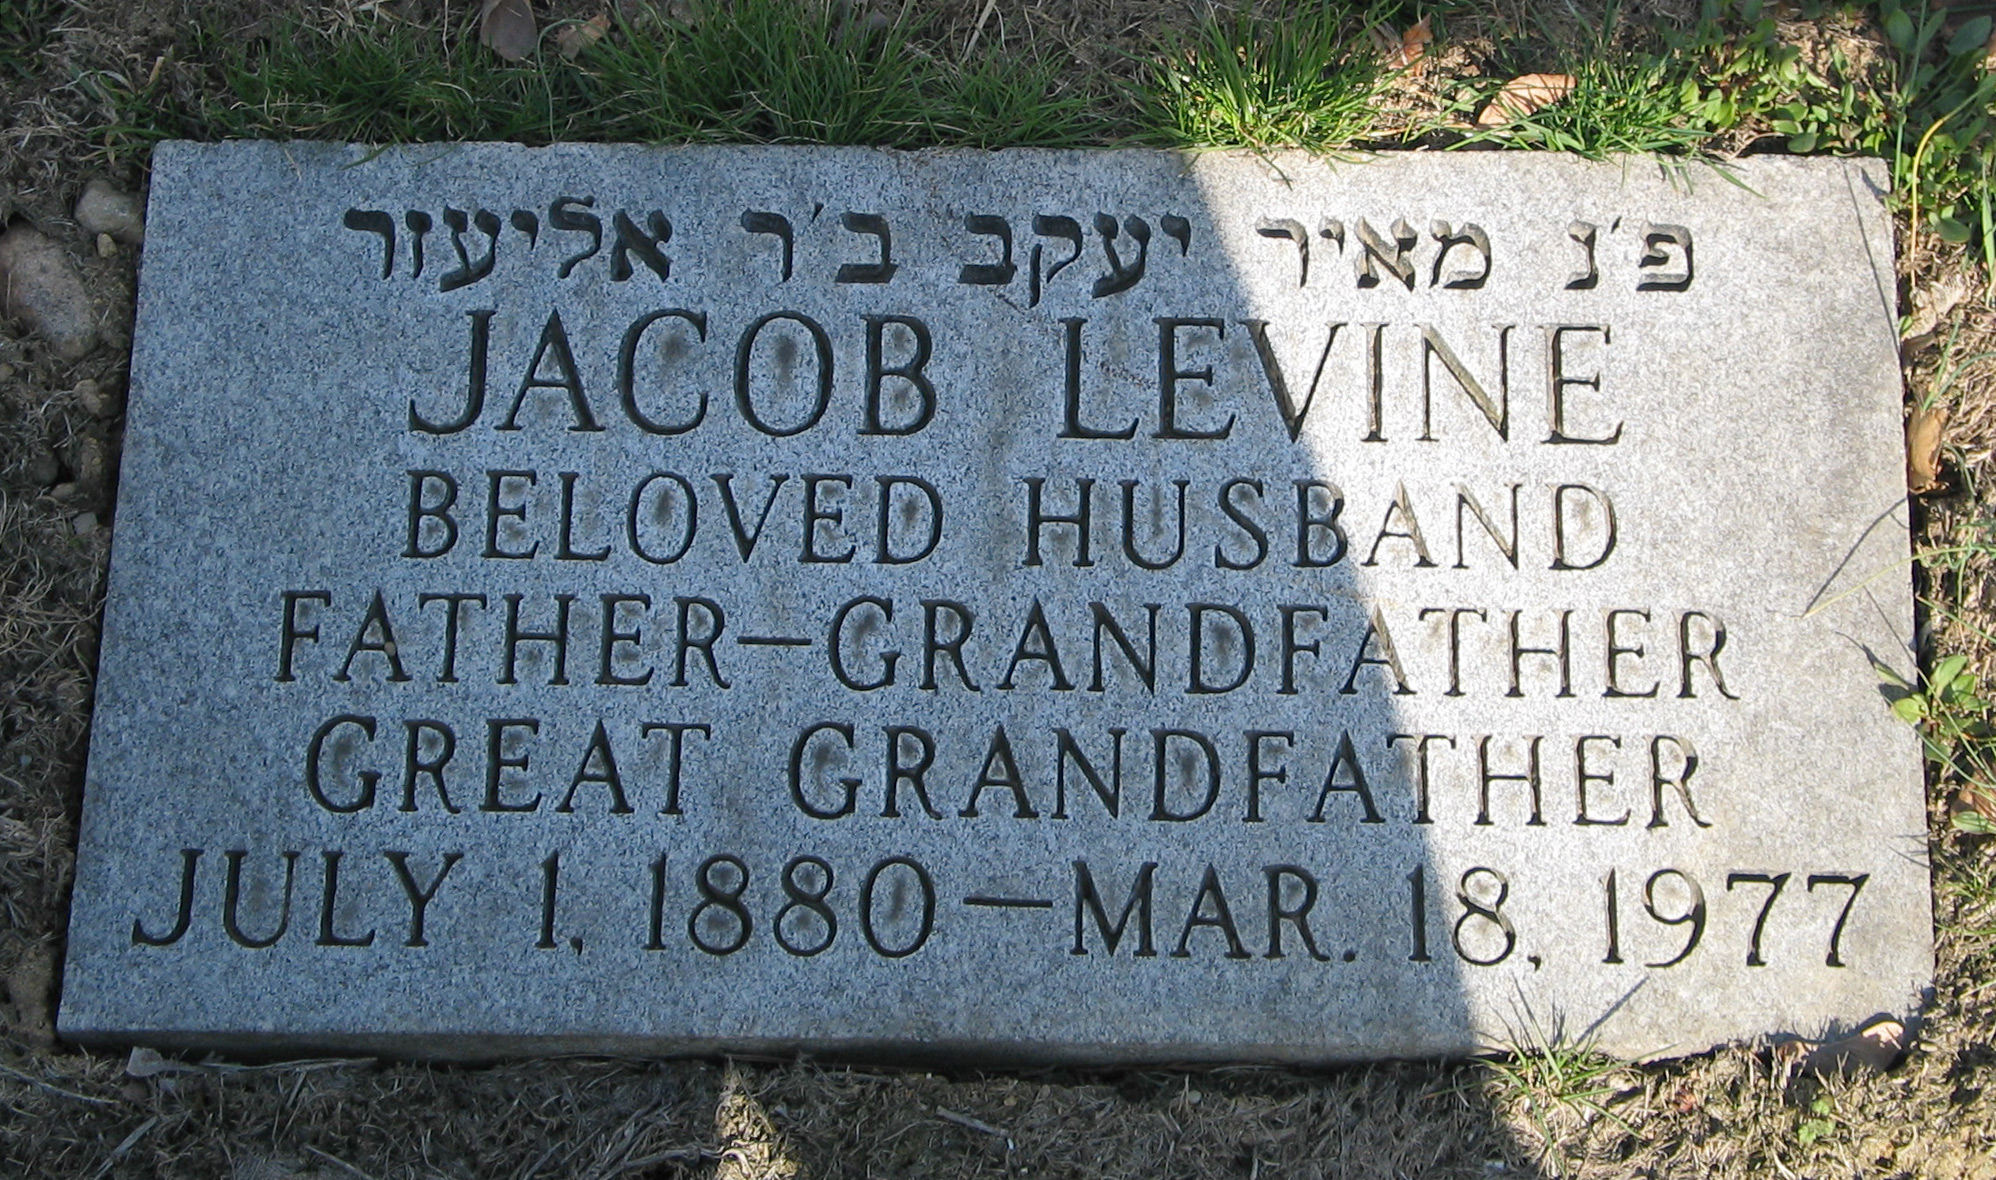 פ'נ מאיר יעקב ב'ר אליעזר
JACOB LEVINE
BELOVED HUSBAND
FATHER—GRANDFATHER
GREAT GRANDFATHER
JULY 1, 1880—MAR. 18, 1977